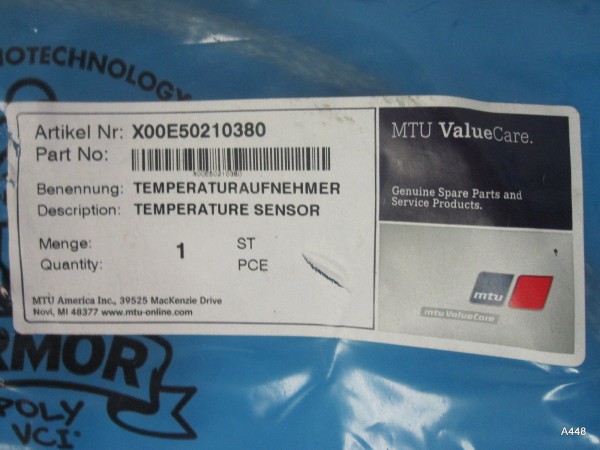 NOTECHNOLOGY
Artikel Nr: X00E50210380
Part No:
X00E50210380
Benennung: TEMPERATURAUFNEHMER
Description: TEMPERATURE SENSOR
Menge: 1 ST
Quantity: PCE
MTU America Inc., 39525 MacKenzie Drive
Novi, MI 48377 www.mtu-online.com
MTU ValueCare.
Genuine Spare Parts and
Service Products.
mtu
mtu ValueCare
RMOR
POLY
VCI
A448